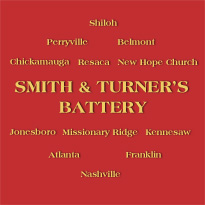 Shiloh
Perryville Belmont
Chickamauga Resaca New Hope Church
SMITH & TURNER'S
BATTERY
Jonesboro Missionary Ridge Kennesaw
Atlanta Franklin
Nashville